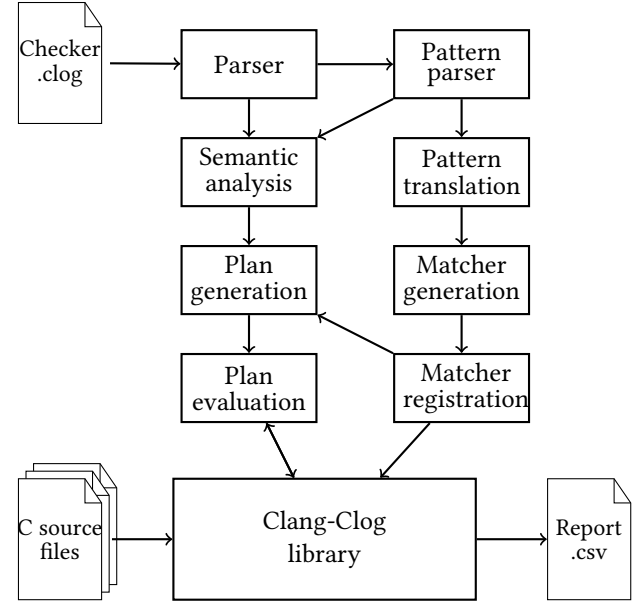 Checker
.clog
Parser
Pattern
parser
Semantic
analysis
Pattern
translation
Plan
generation
Matcher
generation
Plan
evaluation
Matcher
registration
C source
files
Clang-Clog
library
Report
.csv